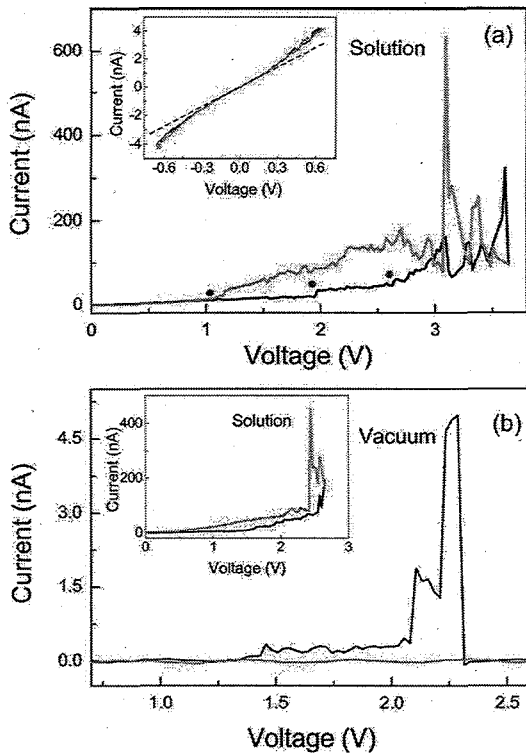 (a)
Solution
Current (nA)
600
400
200
0
0
1
2
3
Voltage (V)
Current (nA)
4
2
0
-2
-4
-0.6
-0.3
0.0
0.3
0.6
Voltage (V)
(b)
Vacuum
Current (nA)
4.5
3.0
1.5
0.0
1.0
1.5
2.0
2.5
Voltage (V)
Solution
Current (nA)
400
200
0
0
1
2
3
Voltage (V)